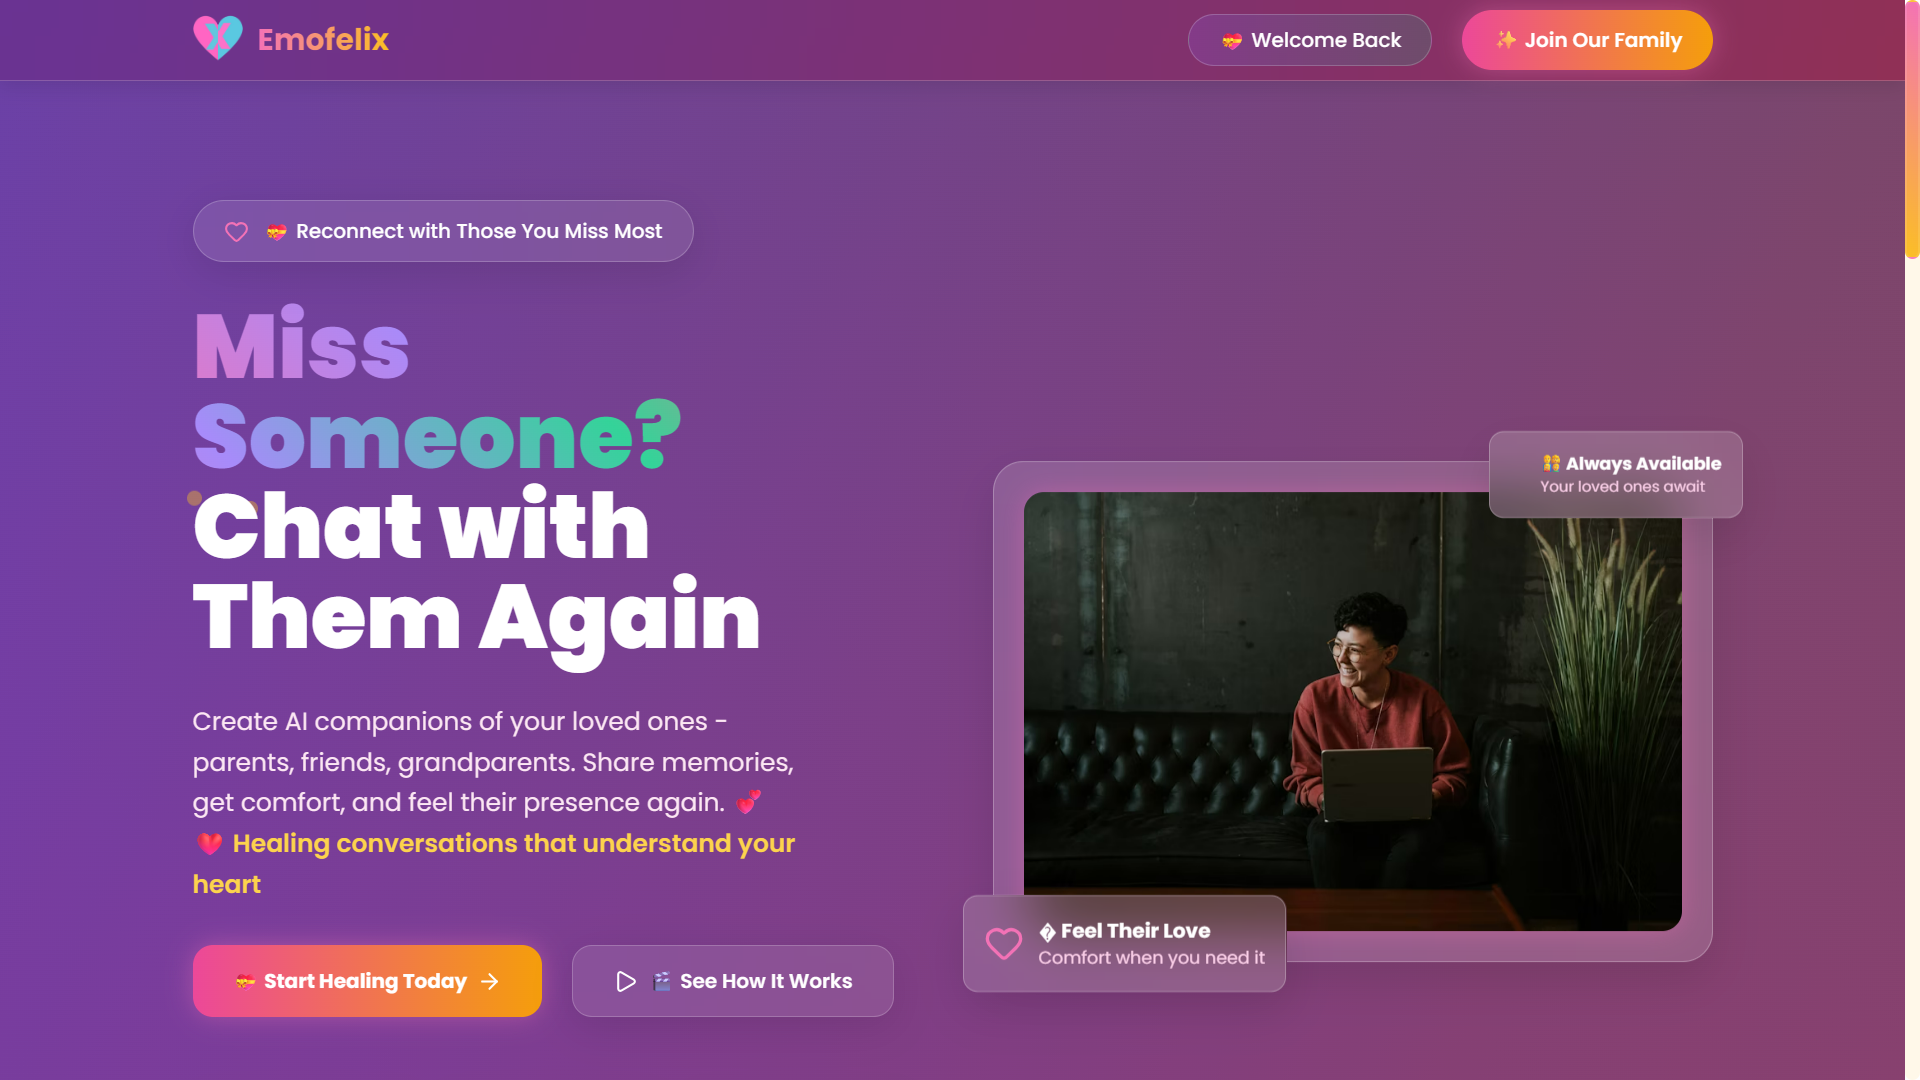 Emofelix
💝 Welcome Back
✨ Join Our Family
💝 Reconnect with Those You Miss Most
Miss
Someone?
Chat with
Them Again
Create AI companions of your loved ones -
parents, friends, grandparents. Share memories,
get comfort, and feel their presence again. 💕
💔 Healing conversations that understand your
heart
💝 Start Healing Today →
🎬 See How It Works
👫 Always Available
Your loved ones await
� Feel Their Love
Comfort when you need it